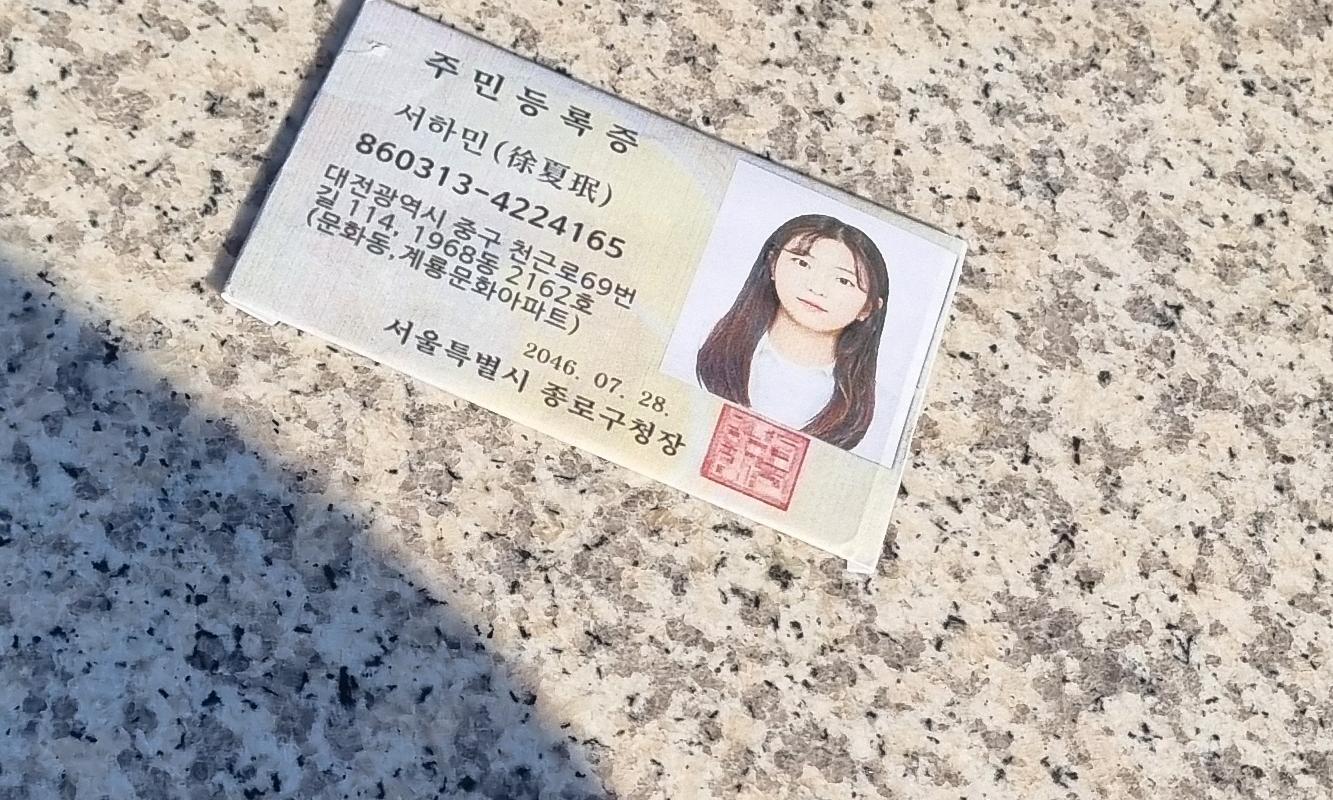 주민등록증
서하민(徐夏珉)
860313-4224165
대전광역시 중구 천근로69번
길 114, 1968동 2162호
(문화동,계룡문화아파트)
2046. 07. 28.
서울특별시 종로구청장